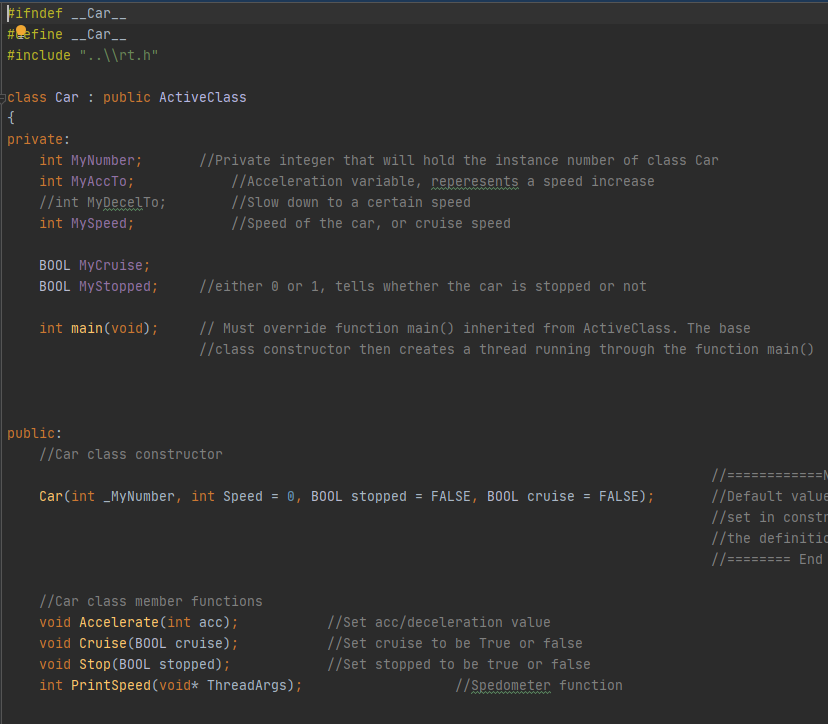 #ifndef __Car__
#define __Car__
#include "..\\rt.h"
class Car : public ActiveClass
{
private:
int MyNumber; //Private integer that will hold the instance number of class Car
int MyAccTo; //Acceleration variable, reperesents a speed increase
//int MyDecelTo; //Slow down to a certain speed
int MySpeed; //Speed of the car, or cruise speed
BOOL MyCruise;
BOOL MyStopped; //either 0 or 1, tells whether the car is stopped or not
int main(void); // Must override function main() inherited from ActiveClass. The base
//class constructor then creates a thread running through the function main()
public:
//Car class constructor
//============N
Car(int _MyNumber, int Speed = 0, BOOL stopped = FALSE, BOOL cruise = FALSE); //Default value
//set in constr
//the definitio
//======== End
//Car class member functions
void Accelerate(int acc); //Set acc/deceleration value
void Cruise(BOOL cruise); //Set cruise to be True or false
void Stop(BOOL stopped); //Set stopped to be true or false
int PrintSpeed(void* ThreadArgs); //Spedometer function